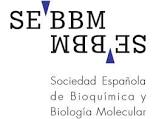 SEBBM
SEBBM
Sociedad Española
de Bioquímica y
Biología Molecular